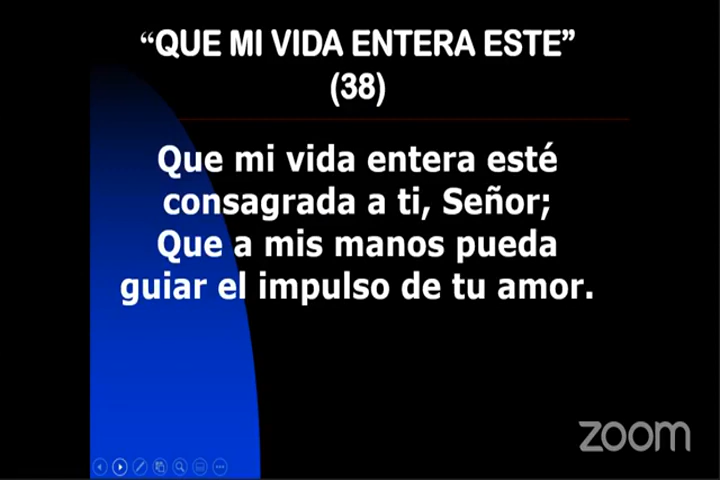 “QUE MI VIDA ENTERA ESTE”
(38)
Que mi vida entera esté
consagrada a ti, Señor;
Que a mis manos pueda
guiar el impulso de tu amor.
zoom